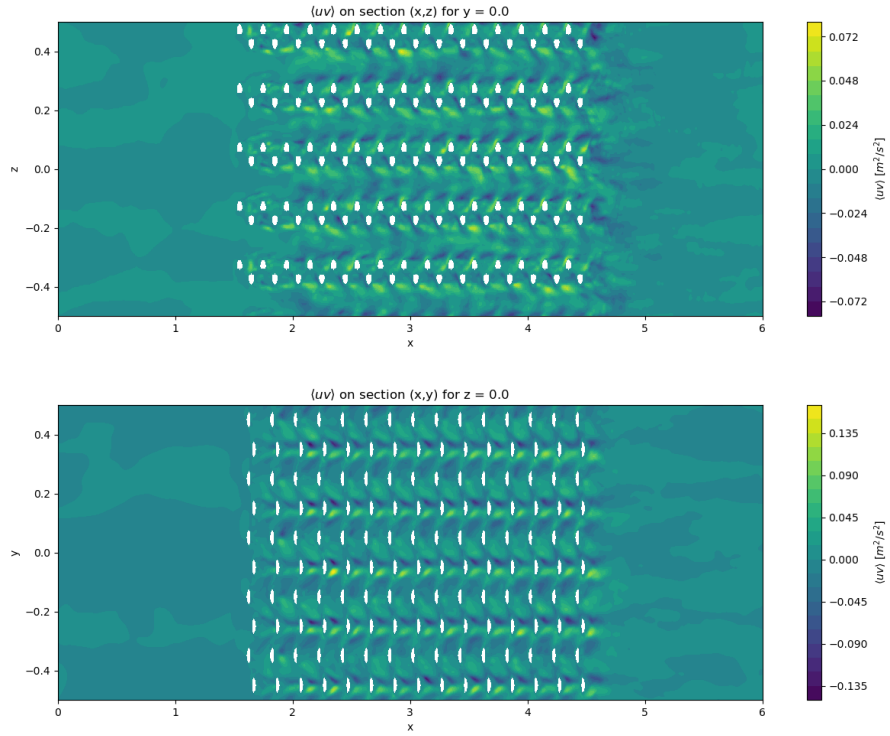 ⟨uv⟩ on section (x,z) for y = 0.0
0.4
0.2
0.0
−0.2
−0.4
z
0 1 2 3 4 5 6
x
0.072
0.048
0.024
0.000
−0.024
−0.048
−0.072
⟨uv⟩ [m²/s²]
⟨uv⟩ on section (x,y) for z = 0.0
0.4
0.2
0.0
−0.2
−0.4
y
0 1 2 3 4 5 6
x
0.135
0.090
0.045
0.000
−0.045
−0.090
−0.135
⟨uv⟩ [m²/s²]